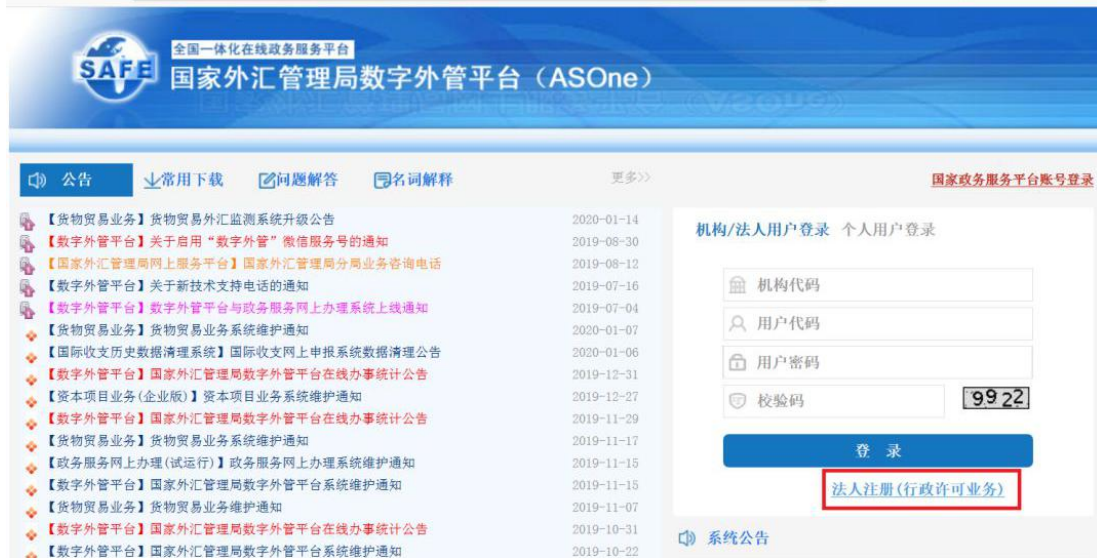 SAFE
全国一体化在线政务服务平台
国家外汇管理局数字外管平台（ASOne）
公告 常用下载 问题解答 名词解释 更多>>
国家政务服务平台账号登录
【货物贸易业务】货物贸易外汇监测系统升级公告 2020-01-14
【数字外管平台】关于启用“数字外管”微信服务号的通知 2019-08-30
【国家外汇管理局网上服务平台】国家外汇管理局分局业务咨询电话 2019-08-12
【数字外管平台】关于新技术支持电话的通知 2019-07-16
【数字外管平台】数字外管平台与政务服务网上办理系统上线通知 2019-07-04
【货物贸易业务】货物贸易业务系统维护通知 2020-01-07
【国际收支历史数据清理系统】国际收支网上申报系统数据清理公告 2020-01-06
【数字外管平台】国家外汇管理局数字外管平台在线办事统计公告 2019-12-31
【资本项目业务(企业版)】资本项目业务系统维护通知 2019-12-27
【数字外管平台】国家外汇管理局数字外管平台在线办事统计公告 2019-11-29
【货物贸易业务】货物贸易业务系统维护通知 2019-11-17
【政务服务网上办理(试运行)】政务服务网上办理系统维护通知 2019-11-15
【数字外管平台】国家外汇管理局数字外管平台系统维护通知 2019-11-15
【货物贸易业务】货物贸易业务维护通知 2019-11-07
【数字外管平台】国家外汇管理局数字外管平台在线办事统计公告 2019-10-31
【数字外管平台】国家外汇管理局数字外管平台系统维护通知 2019-10-22
机构/法人用户登录 个人用户登录
机构代码
用户代码
用户密码
校验码 9922
登 录
法人注册(行政许可业务)
系统公告